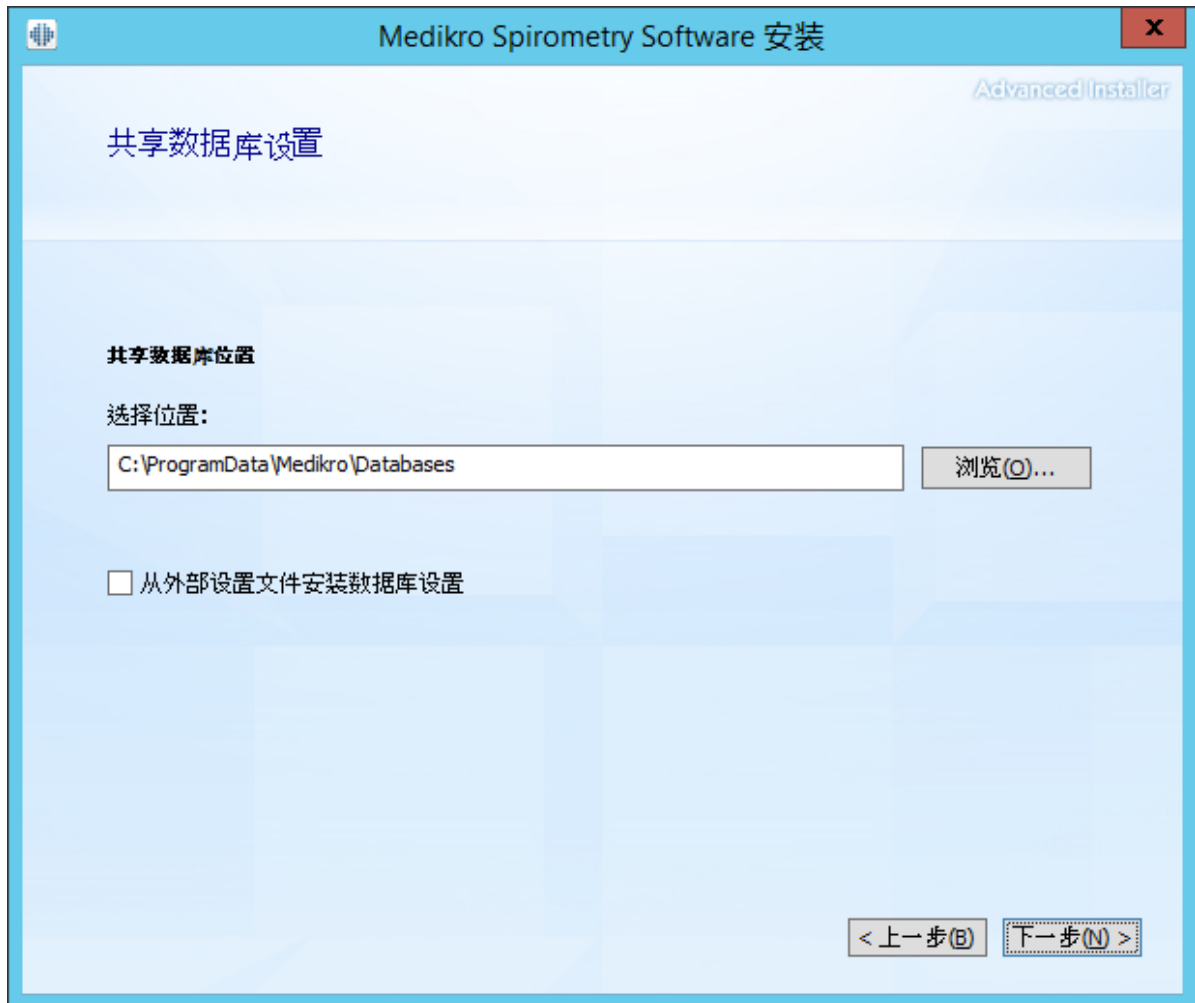 Medikro Spirometry Software 安装
Advanced Installer
共享数据库设置
共享数据库位置
选择位置:
C:\ProgramData\Medikro\Databases
浏览(O)...
从外部设置文件安装数据库设置
< 上一步(B)
下一步(N) >